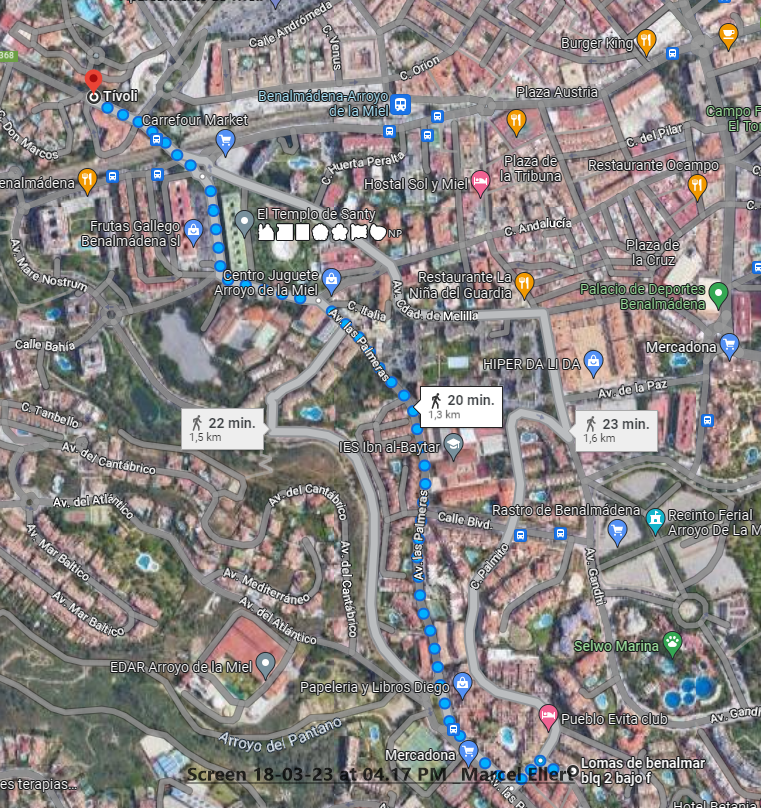 368
Calle Andrómeda
C. Venus
C. Orion
Burger King
Tívoli
Carrefour Market
Benalmádena-Arroyo
de la Miel
Plaza Austria
Campo F
El Tor
C. Don Marcos
C. del Pilar
enalmádena
C. Huerta Peralta
Hostal Sol y Miel
Plaza de
la Tribuna
Restaurante Ocampo
Frutas Gallego
Benalmádena sl
El Templo de Santy
NP
C. Andalucía
Plaza de
la Cruz
Av. Mare Nostrum
Centro Juguete
Arroyo de la Miel
Restaurante La
Niña del Guardia
Palacio de Deportes
Benalmádena
C. Italia
Av. Cdad. de Melilla
Calle Bahía
Av. las Palmeras
HIPER DA LI DA
Mercadona
Av. de la Paz
C. Tanbello
22 min.
1,5 km
20 min.
1,3 km
23 min.
1,6 km
Av. del Cantábrico
IES Ibn al-Baytar
Av. del Atlántico
Av. del Cantábrico
Av. las Palmeras
Calle Blvd.
Rastro de Benalmádena
Recinto Ferial
Arroyo De La M
Av. Mar Baltico
Av. Mediterráneo
Av. del Cantábrico
C. Palmito
Av. Gandhi
Av. Mar Baltico
Av. del Atlántico
Selwo Marina
EDAR Arroyo de la Miel
Papeleria y Libros Diego
Pueblo Evita club
Av. Gandh
Arroyo del Pantano
Mercadona
Lomas de benalmar
blq 2 bajo f
Screen 18-03-23 at 04.17 PM_Marcel Ellert
es terapias...
Av. las P
Hotel Betania